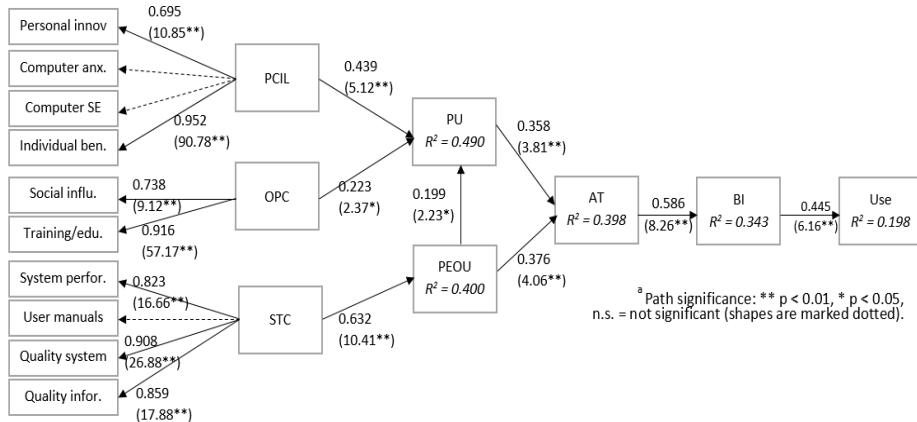 Personal innov
Computer anx.
Computer SE
Individual ben.
0.695
(10.85**)
0.952
(90.78**)
PCIL
Social influ.
Training/edu.
0.738
(9.12**)
0.916
(57.17**)
OPC
System perfor.
User manuals
Quality system
Quality infor.
0.823
(16.66**)
0.908
(26.88**)
0.859
(17.88**)
STC
0.439
(5.12**)
0.223
(2.37*)
0.632
(10.41**)
PU
R² = 0.490
0.199
(2.23*)
PEOU
R² = 0.400
0.358
(3.81**)
0.376
(4.06**)
AT
R² = 0.398
0.586
(8.26**)
BI
R² = 0.343
0.445
(6.16**)
Use
R² = 0.198
a Path significance: ** p < 0.01, * p < 0.05,
n.s. = not significant (shapes are marked dotted).